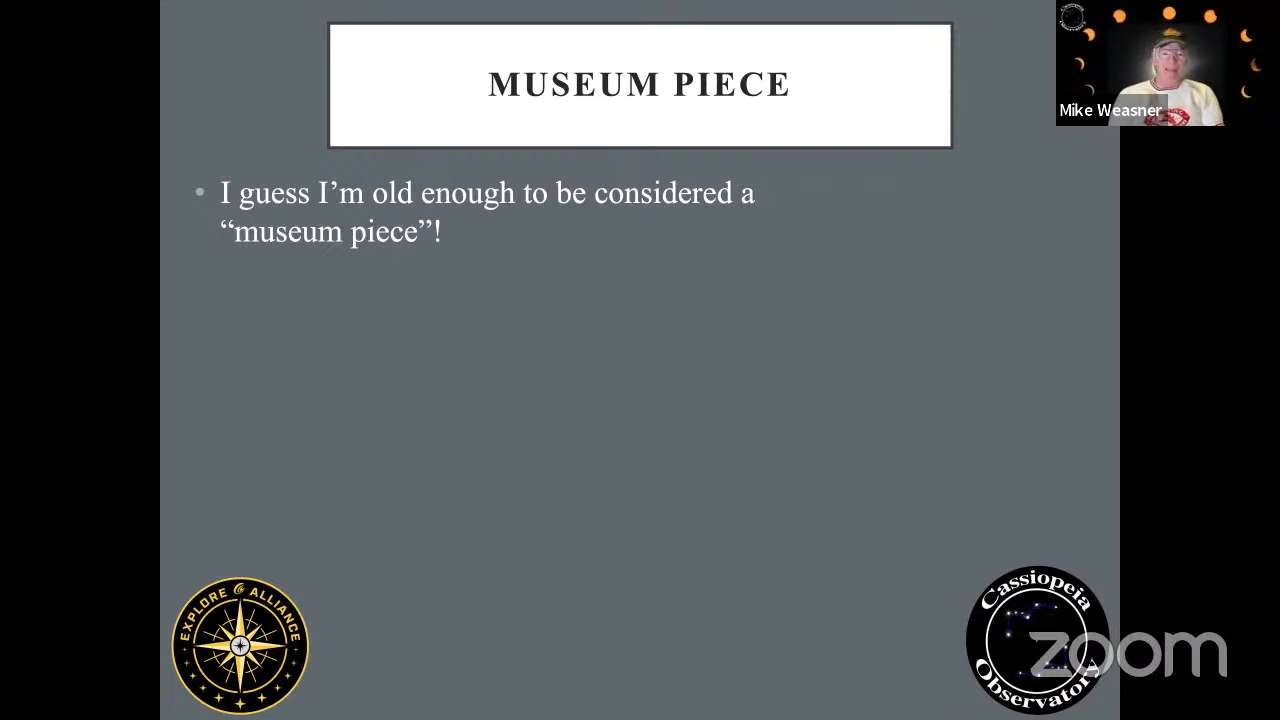 MUSEUM PIECE
Mike Weasner
• I guess I’m old enough to be considered a
“museum piece”!
EXPLORE ALLIANCE
Cassiopeia
Observatory
zoom